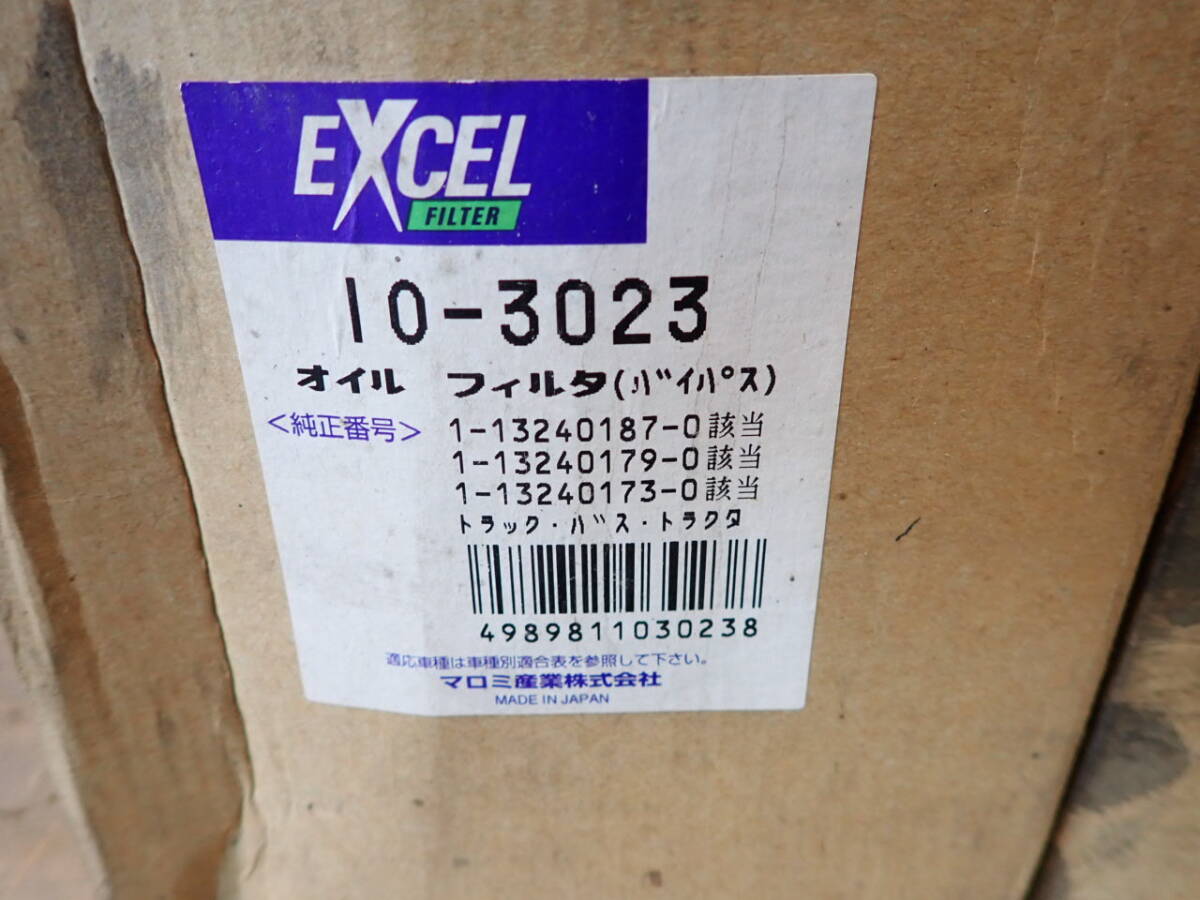 EXCEL
FILTER
10-3023
オイル フィルタ(バイパス)
<純正番号> 1-13240187-0該当
1-13240179-0該当
1-13240173-0該当
トラック・バス・トラクタ
4989811030238
適応車種は車種別適合表を参照して下さい。
マロミ産業株式会社
MADE IN JAPAN